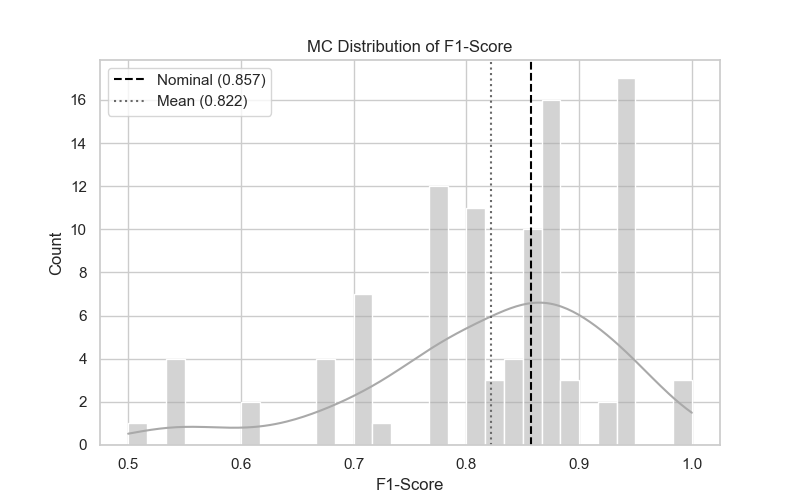 MC Distribution of F1-Score
Nominal (0.857)
Mean (0.822)
16
14
12
10
8
6
4
2
0
Count
0.5 0.6 0.7 0.8 0.9 1.0
F1-Score